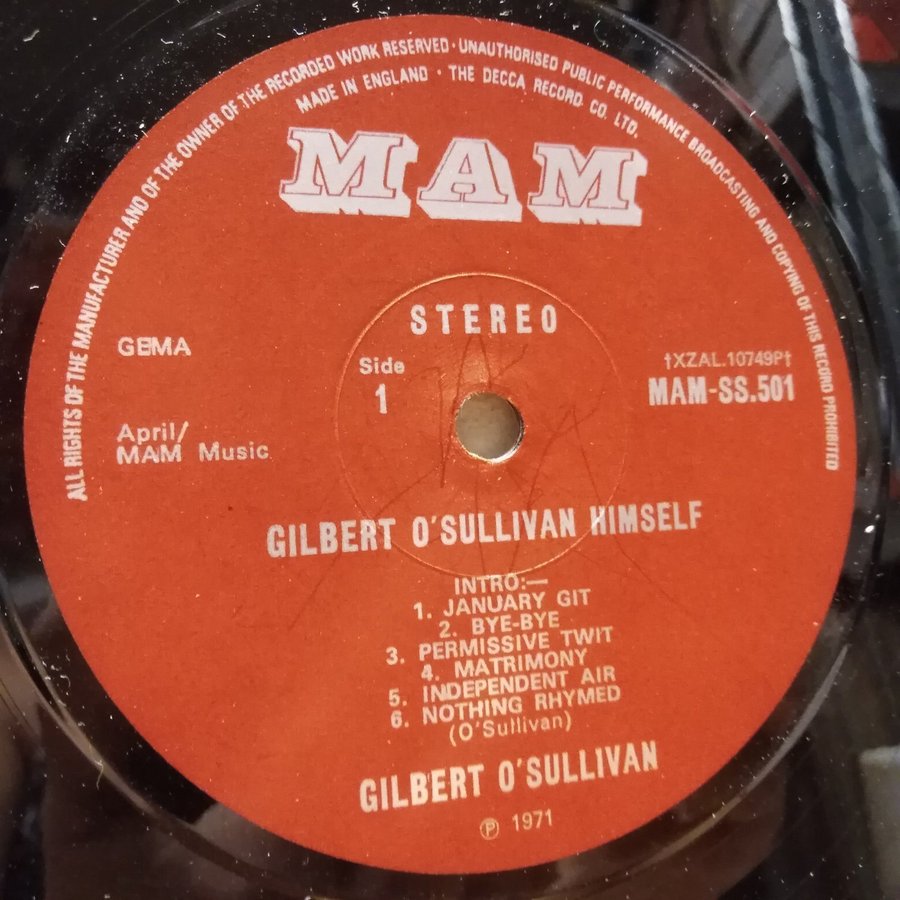 ALL RIGHTS OF THE MANUFACTURER AND OF THE OWNER OF THE RECORDED WORK RESERVED · UNAUTHORISED PUBLIC PERFORMANCE BROADCASTING AND COPYING OF THIS RECORD PROHIBITED
MADE IN ENGLAND · THE DECCA RECORD CO. LTD.
MAM
STEREO
GEMA
Side
1
†XZAL.10749P†
MAM-SS.501
April/
MAM Music
GILBERT O'SULLIVAN HIMSELF
INTRO:—
1. JANUARY GIT
2. BYE-BYE
3. PERMISSIVE TWIT
4. MATRIMONY
5. INDEPENDENT AIR
6. NOTHING RHYMED
(O'Sullivan)
GILBERT O'SULLIVAN
℗ 1971